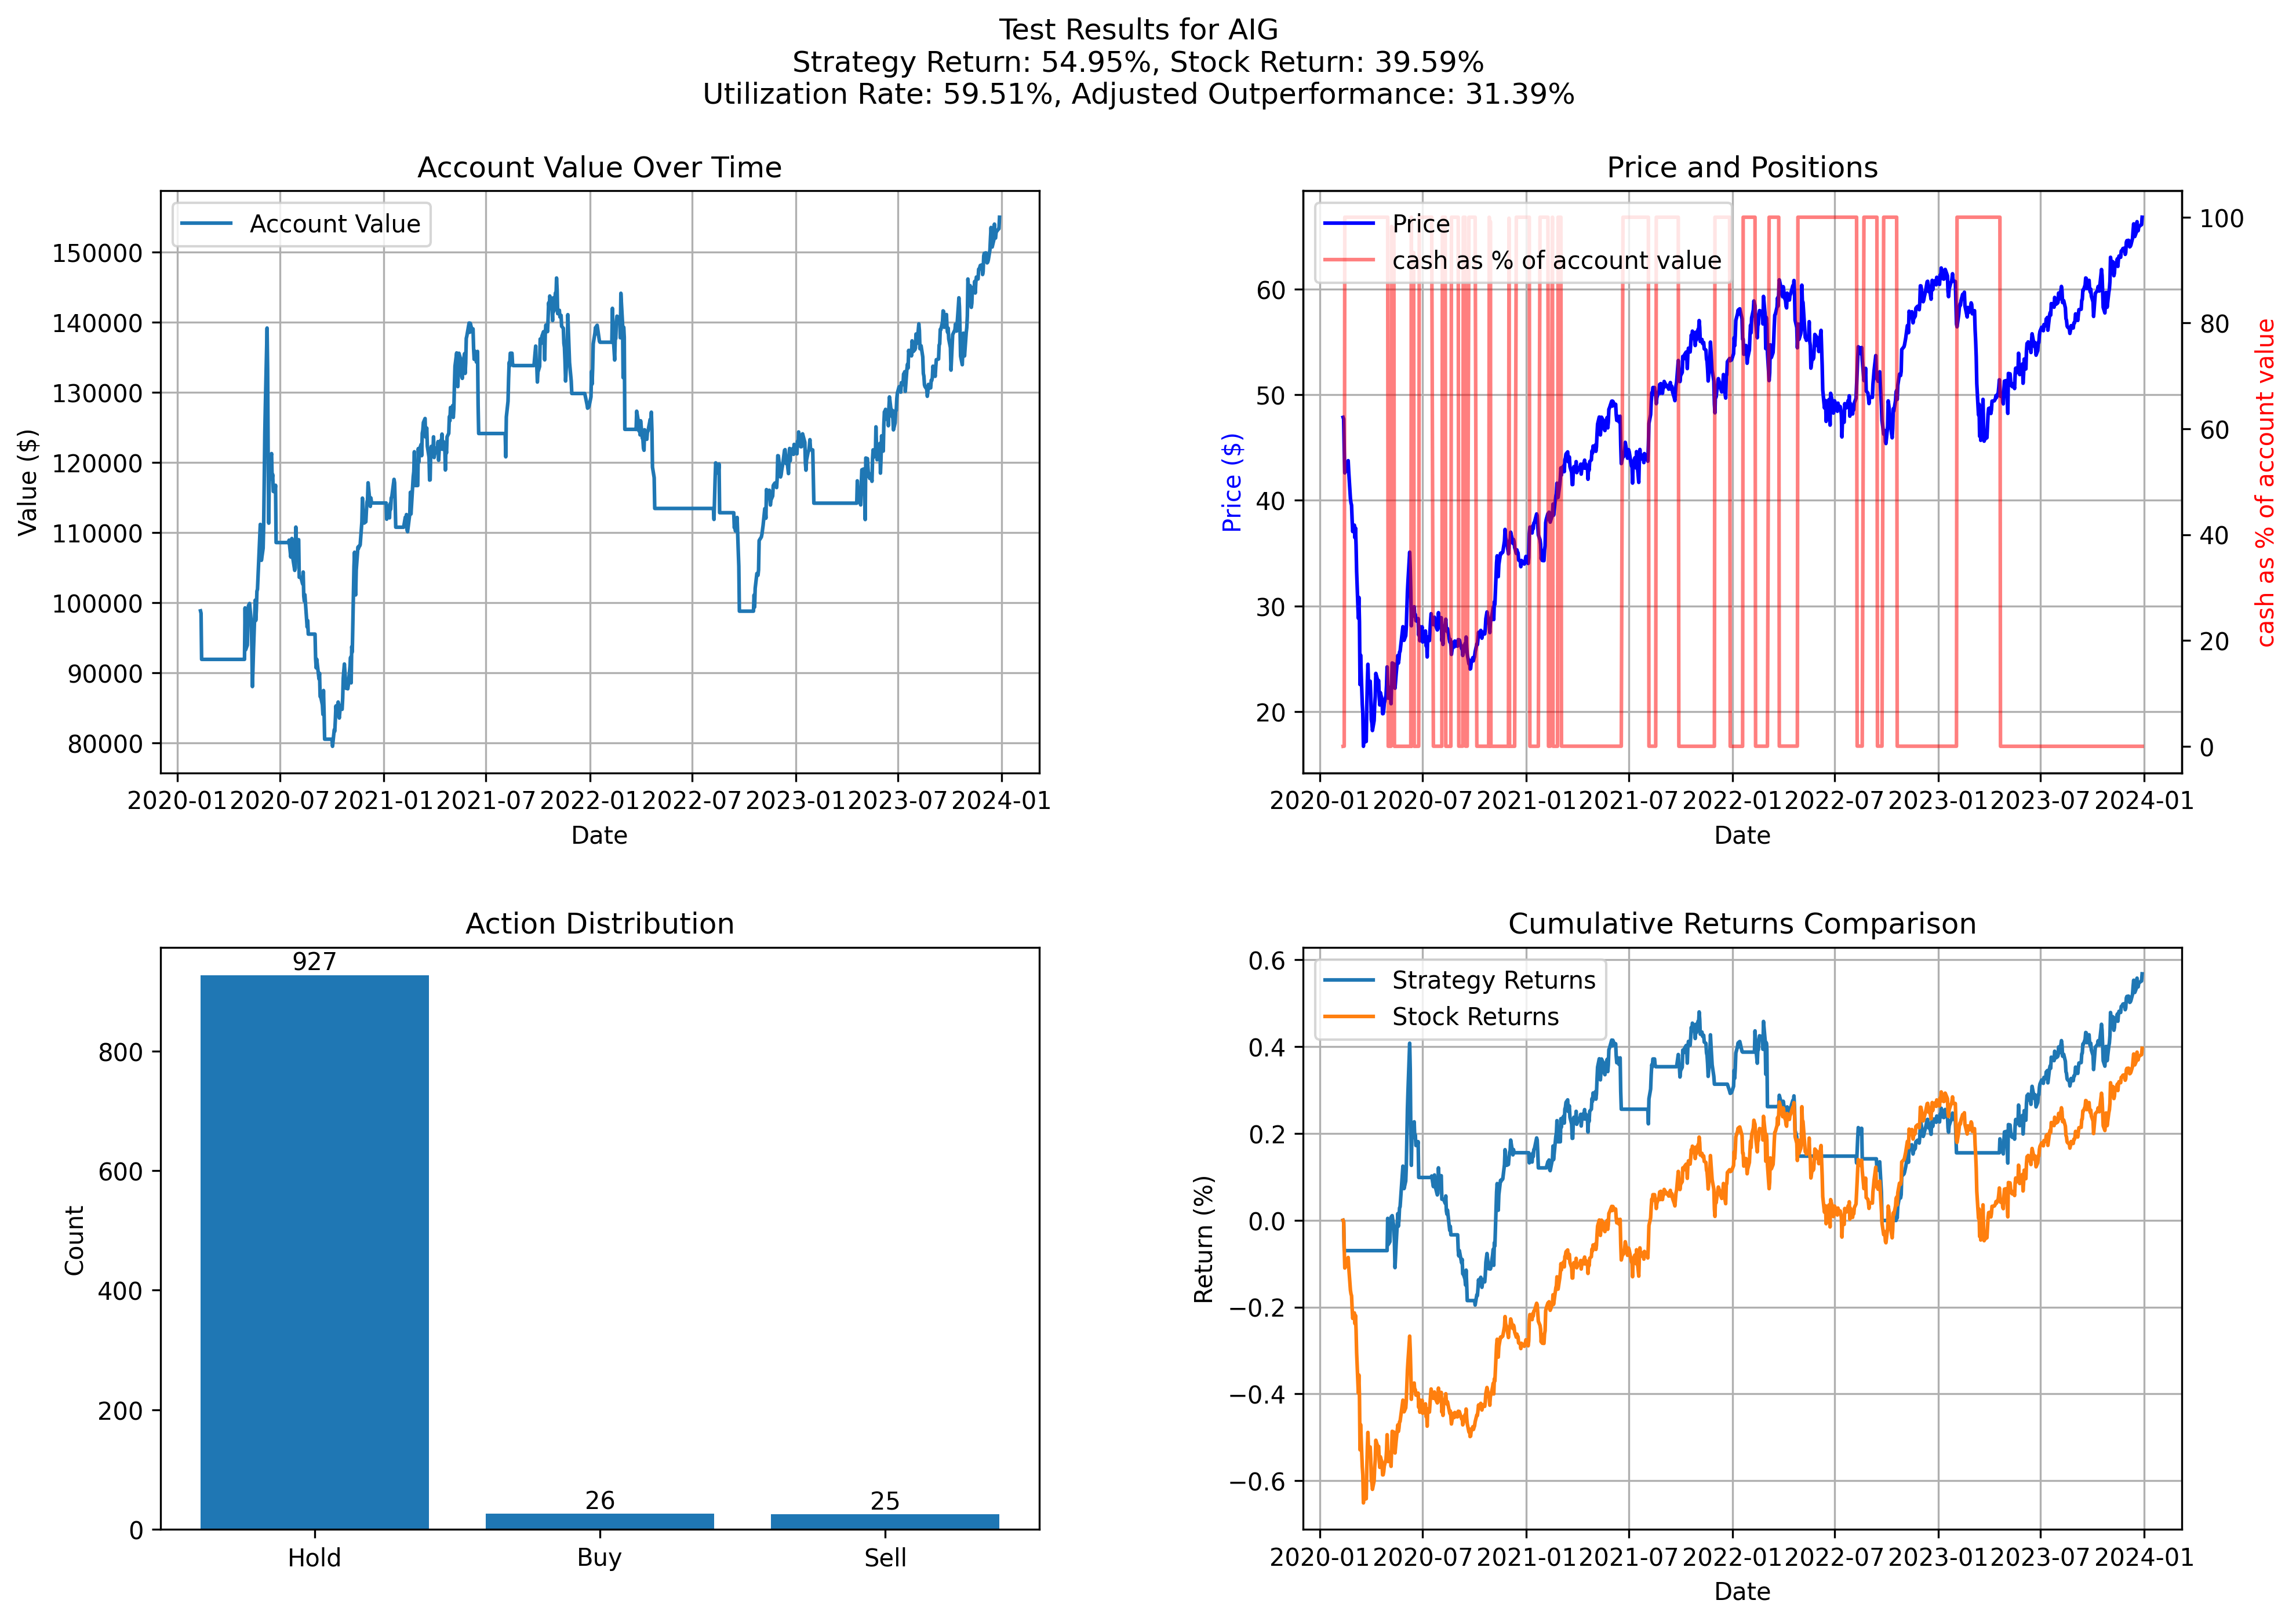 Test Results for AIG
Strategy Return: 54.95%, Stock Return: 39.59%
Utilization Rate: 59.51%, Adjusted Outperformance: 31.39%
Account Value Over Time
Account Value
150000
140000
130000
120000
110000
100000
90000
80000
Value ($)
2020-01 2020-07 2021-01 2021-07 2022-01 2022-07 2023-01 2023-07 2024-01
Date
Price and Positions
Price
cash as % of account value
60
50
40
30
20
Price ($)
100
80
60
40
20
0
cash as % of account value
2020-01 2020-07 2021-01 2021-07 2022-01 2022-07 2023-01 2023-07 2024-01
Date
Action Distribution
927
26
25
800
600
400
200
0
Count
Hold Buy Sell
Cumulative Returns Comparison
Strategy Returns
Stock Returns
0.6
0.4
0.2
0.0
−0.2
−0.4
−0.6
Return (%)
2020-01 2020-07 2021-01 2021-07 2022-01 2022-07 2023-01 2023-07 2024-01
Date